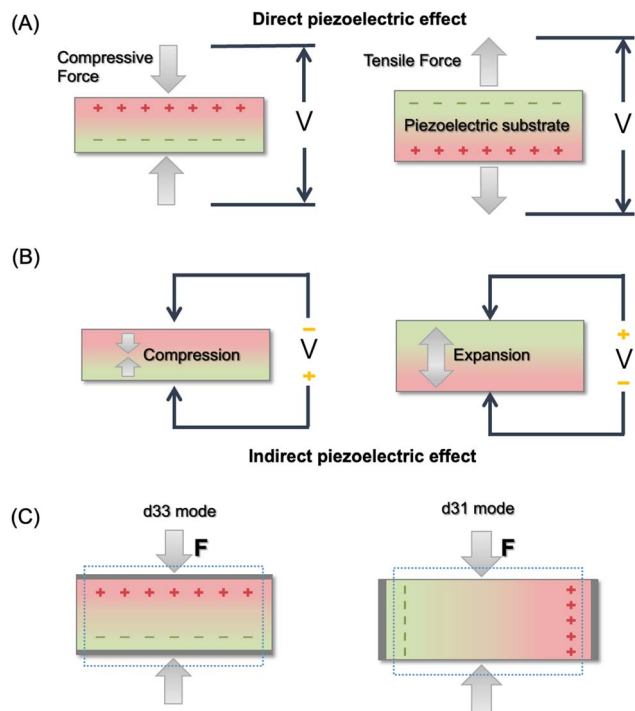 (A)
Direct piezoelectric effect
Compressive
Force
+ + + + + + +
− − − − − − −
V
Tensile Force
− − − − − − −
Piezoelectric substrate
+ + + + + + +
V
(B)
Compression
−
V
+
Expansion
+
V
−
Indirect piezoelectric effect
(C)
d33 mode
F
+ + + + + + +
− − − − − − −
d31 mode
F
− − − − −
+ + + + +